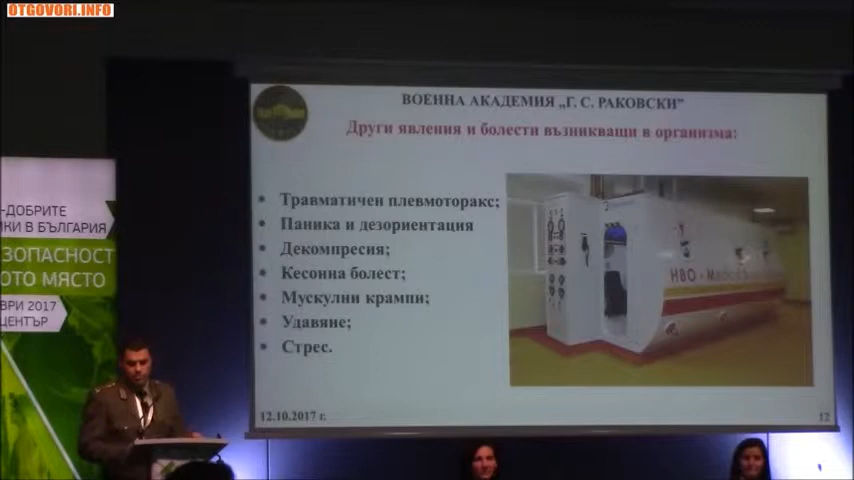 OTGOVORI.INFO
ВОЕННА АКАДЕМИЯ „Г. С. РАКОВСКИ”
Други явления и болести възникващи в организма:
• Травматичен плевмоторакс;
• Паника и дезориентация
• Декомпресия;
• Кесонна болест;
• Мускулни крампи;
• Удавяне;
• Стрес.
12.10.2017 г.
12
-ДОБРИТЕ
КИ В БЪЛГАРИЯ
ЗОПАСНОСТ
ОТО МЯСТО
ВРИ 2017
ЦЕНТЪР